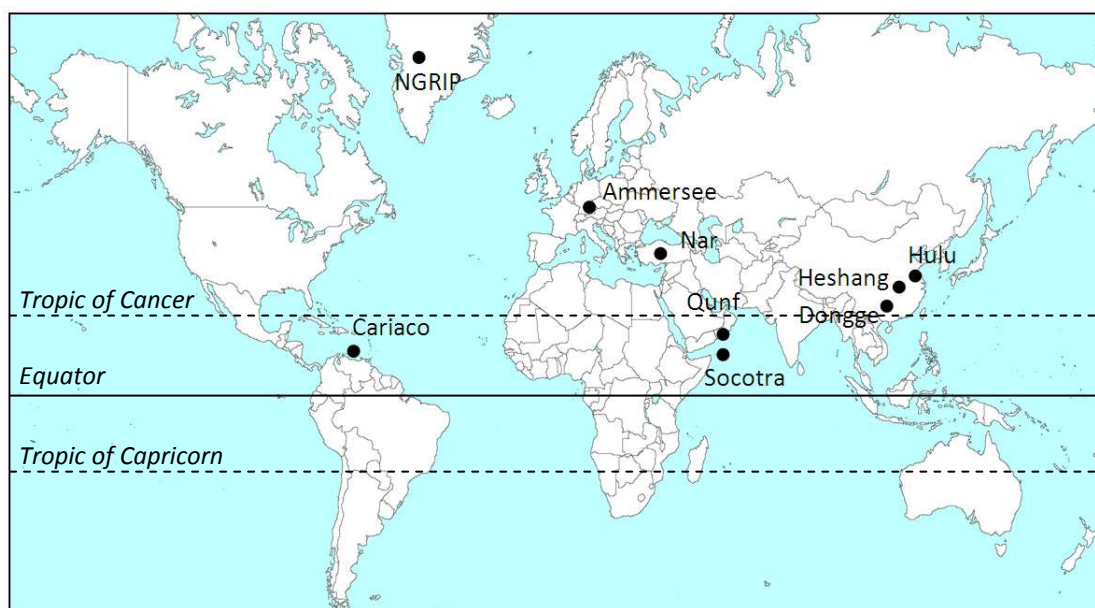 NGRIP
Ammersee
Nar
Hulu
Heshang
Qunf
Tropic of Cancer
Dongge
Cariaco
Equator
Socotra
Tropic of Capricorn